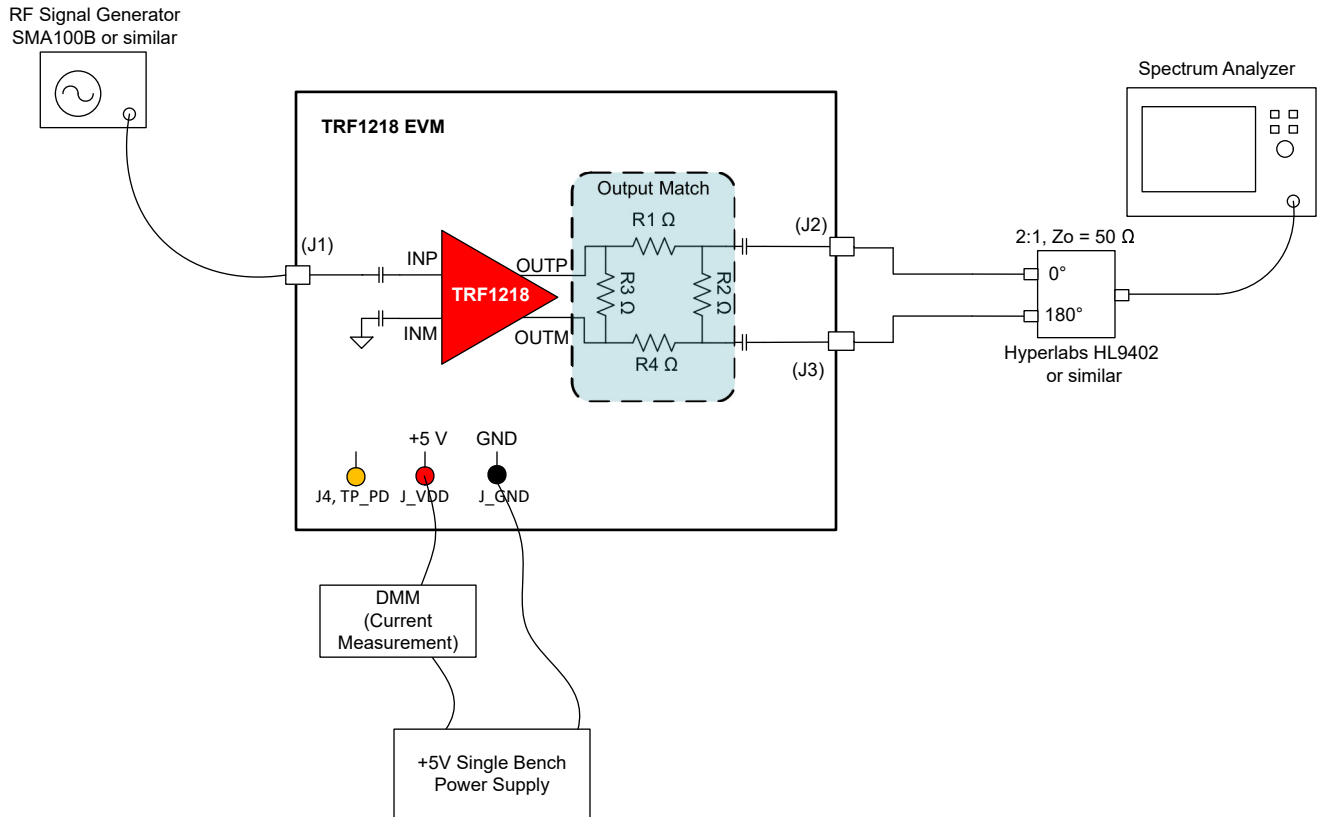 RF Signal Generator
SMA100B or similar
Spectrum Analyzer
TRF1218 EVM
Output Match
R1 Ω
(J1)
(J2)
2:1, Zo = 50 Ω
INP
OUTP
R3 Ω
R2 Ω
0°
TRF1218
180°
INM
OUTM
R4 Ω
(J3)
Hyperlabs HL9402
or similar
+5 V
GND
J4, TP_PD
J_VDD
J_GND
DMM
(Current
Measurement)
+5V Single Bench
Power Supply